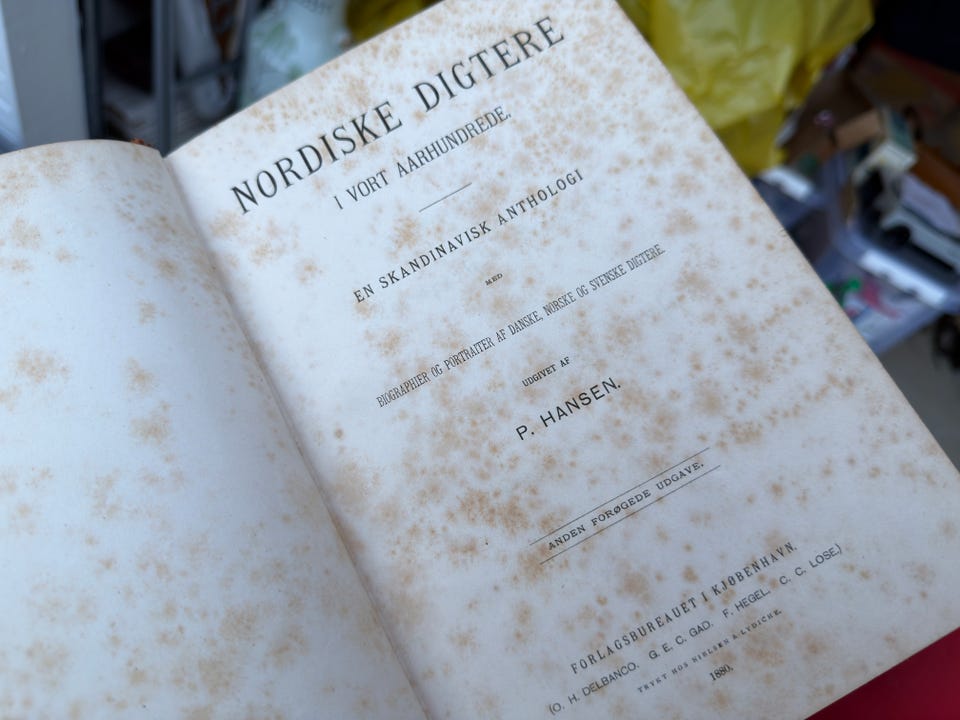 NORDISKE DIGTERE
I VORT AARHUNDREDE.
EN SKANDINAVISK ANTHOLOGI
MED
BIOGRAPHIER OG PORTRAITER AF DANSKE, NORSKE OG SVENSKE DIGTERE.
UDGIVET AF
P. HANSEN.
ANDEN FORØGEDE UDGAVE.
FORLAGSBUREAUET I KJØBENHAVN.
(O. H. DELBANCO. G. E. C. GAD. F. HEGEL. C. C. LOSE.)
TRYKT HOS NIELSEN & LYDICHE.
1880.